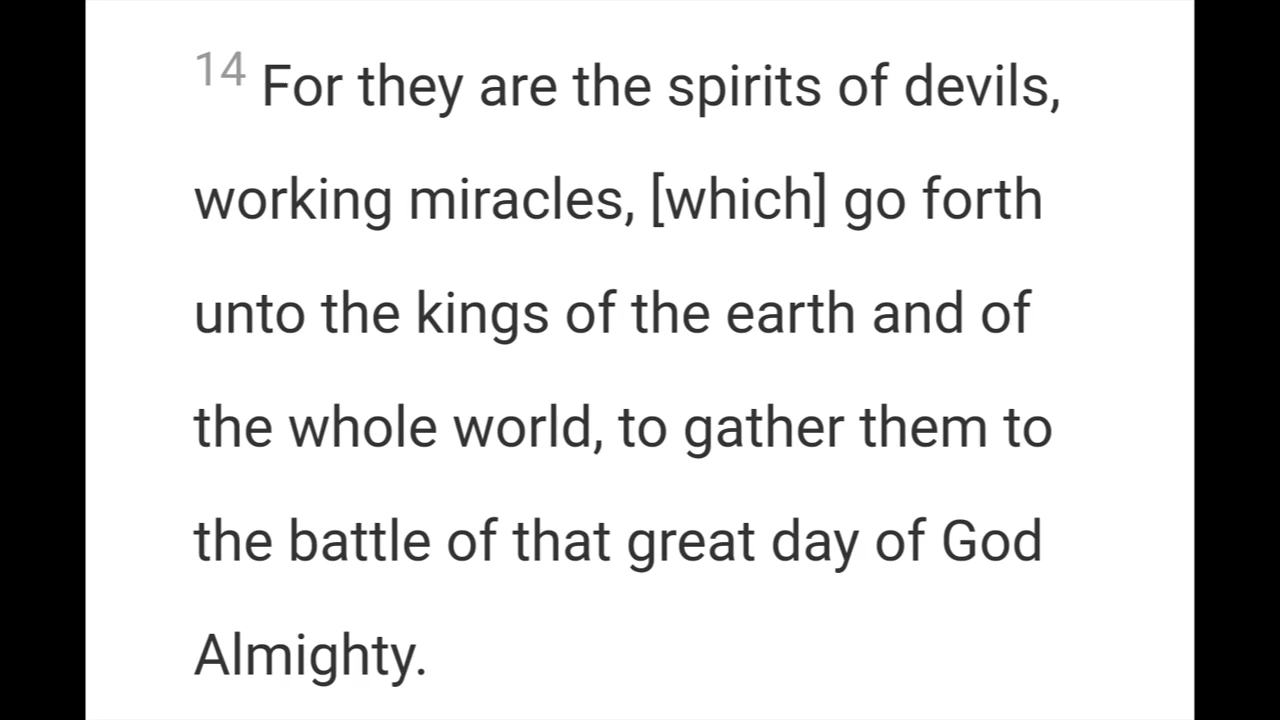 14 For they are the spirits of devils,
working miracles, [which] go forth
unto the kings of the earth and of
the whole world, to gather them to
the battle of that great day of God
Almighty.